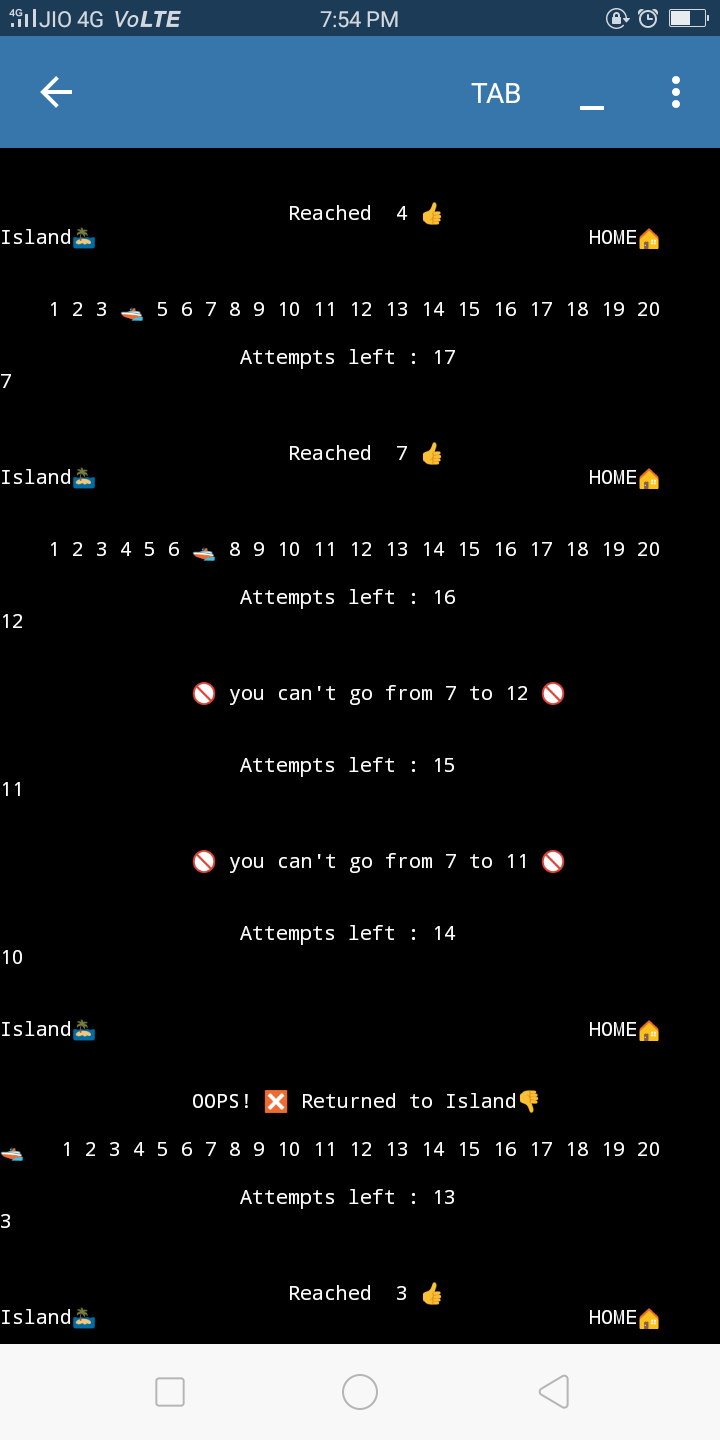 4G JIO 4G VoLTE 7:54 PM
TAB
Reached 4 👍
Island🏝 HOME🏠
1 2 3 🚤 5 6 7 8 9 10 11 12 13 14 15 16 17 18 19 20
Attempts left : 17
7
Reached 7 👍
Island🏝 HOME🏠
1 2 3 4 5 6 🚤 8 9 10 11 12 13 14 15 16 17 18 19 20
Attempts left : 16
12
🚫 you can't go from 7 to 12 🚫
Attempts left : 15
11
🚫 you can't go from 7 to 11 🚫
Attempts left : 14
10
Island🏝 HOME🏠
OOPS! ❎ Returned to Island👎
🚤 1 2 3 4 5 6 7 8 9 10 11 12 13 14 15 16 17 18 19 20
Attempts left : 13
3
Reached 3 👍
Island🏝 HOME🏠